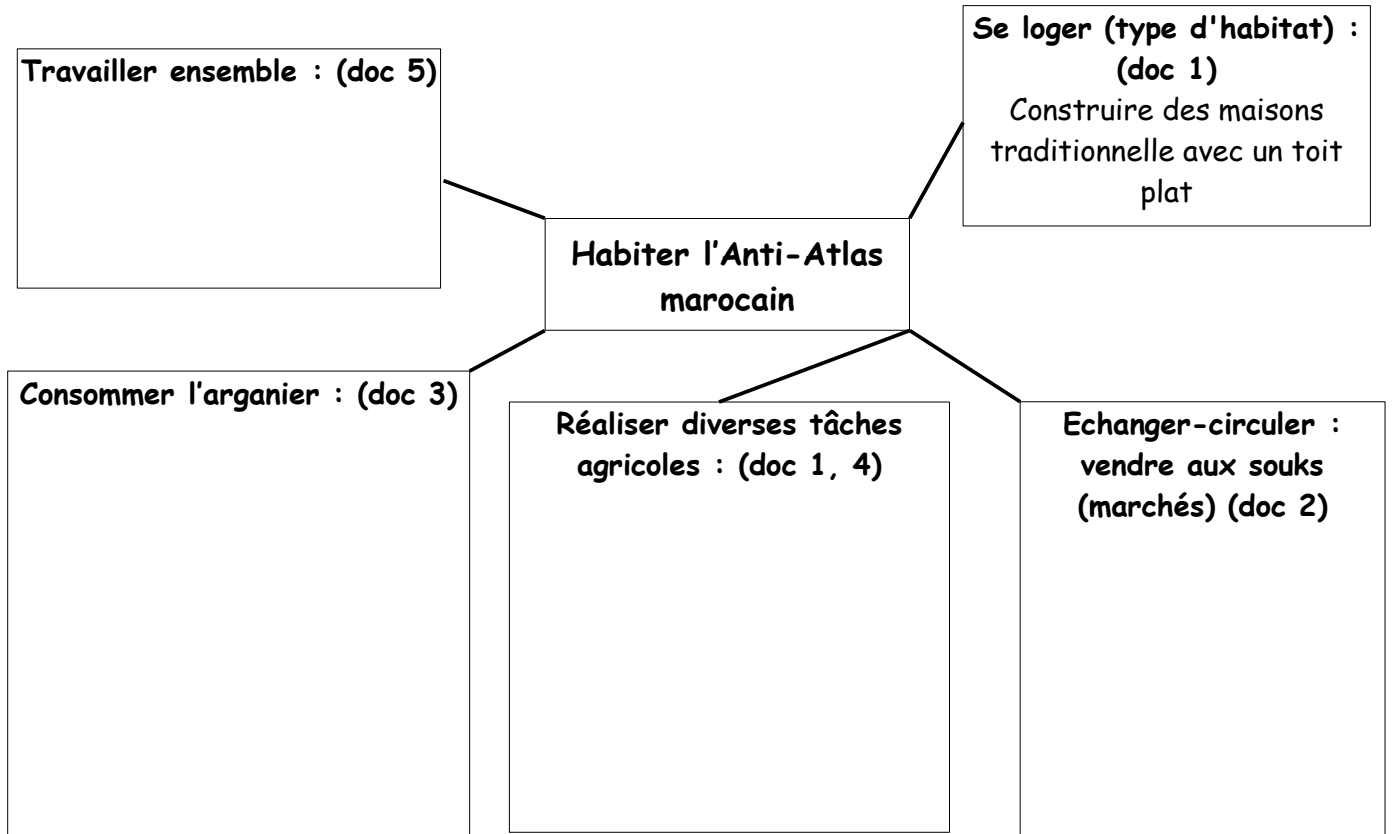 Travailler ensemble : (doc 5)
Se loger (type d'habitat) :
(doc 1)
Construire des maisons
traditionnelle avec un toit
plat
Habiter l'Anti-Atlas
marocain
Consommer l'arganier : (doc 3)
Réaliser diverses tâches
agricoles : (doc 1, 4)
Echanger-circuler :
vendre aux souks
(marchés) (doc 2)